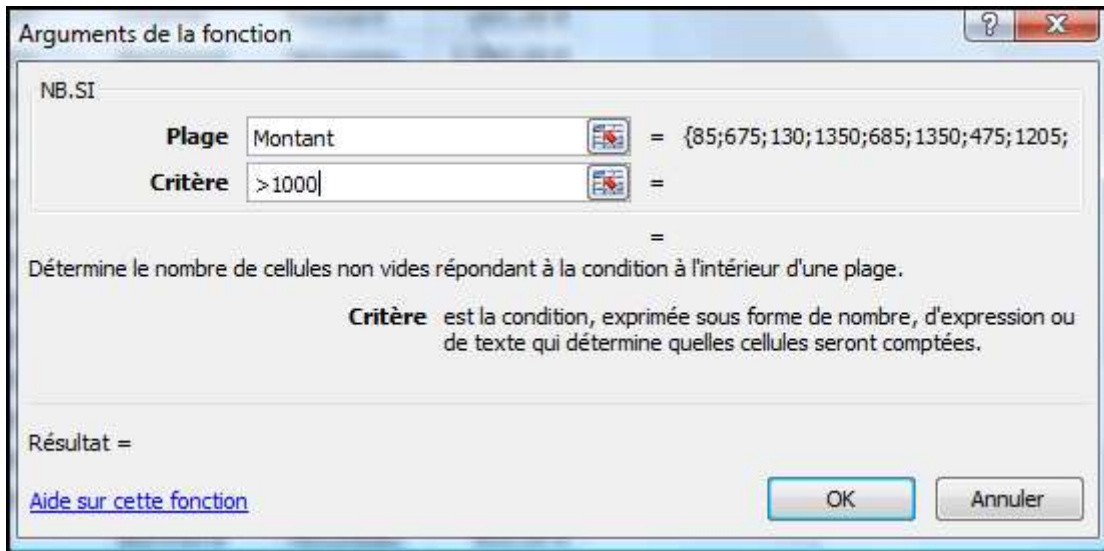 Arguments de la fonction
NB.SI
Plage Montant = {85;675;130;1350;685;1350;475;1205;
Critère >1000 =
=
Détermine le nombre de cellules non vides répondant à la condition à l'intérieur d'une plage.
Critère est la condition, exprimée sous forme de nombre, d'expression ou
de texte qui détermine quelles cellules seront comptées.
Résultat =
Aide sur cette fonction OK Annuler